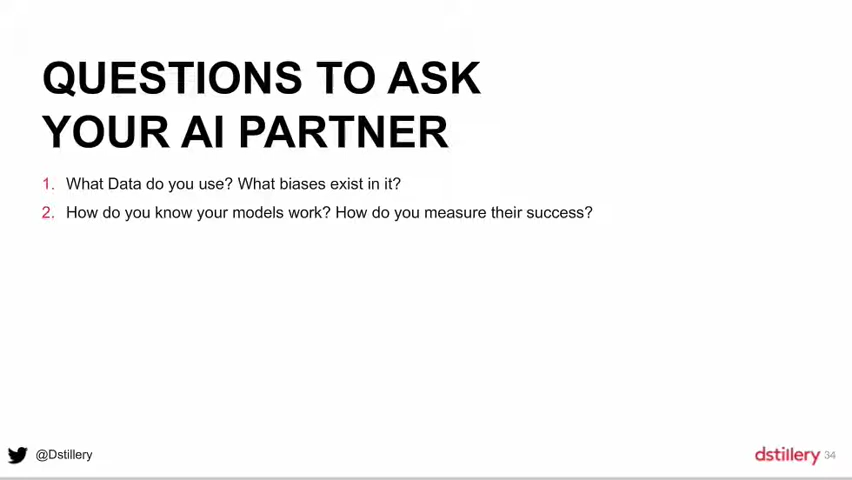 QUESTIONS TO ASK
YOUR AI PARTNER
1. What Data do you use? What biases exist in it?
2. How do you know your models work? How do you measure their success?
@Dstillery
dstillery 34